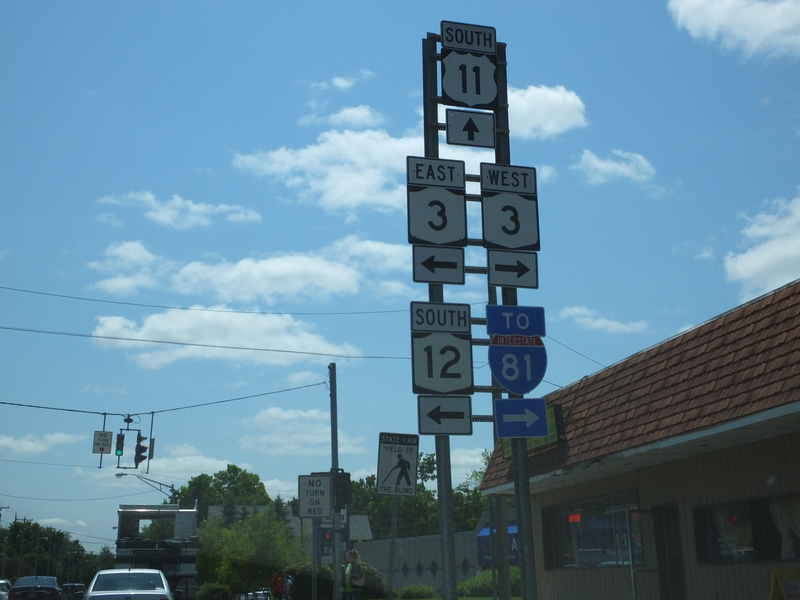 SOUTH
11
EAST
3
WEST
3
SOUTH
12
TO
INTERSTATE
81
STATE LAW
YIELD TO
THE BLIND
NO
TURN
ON
RED